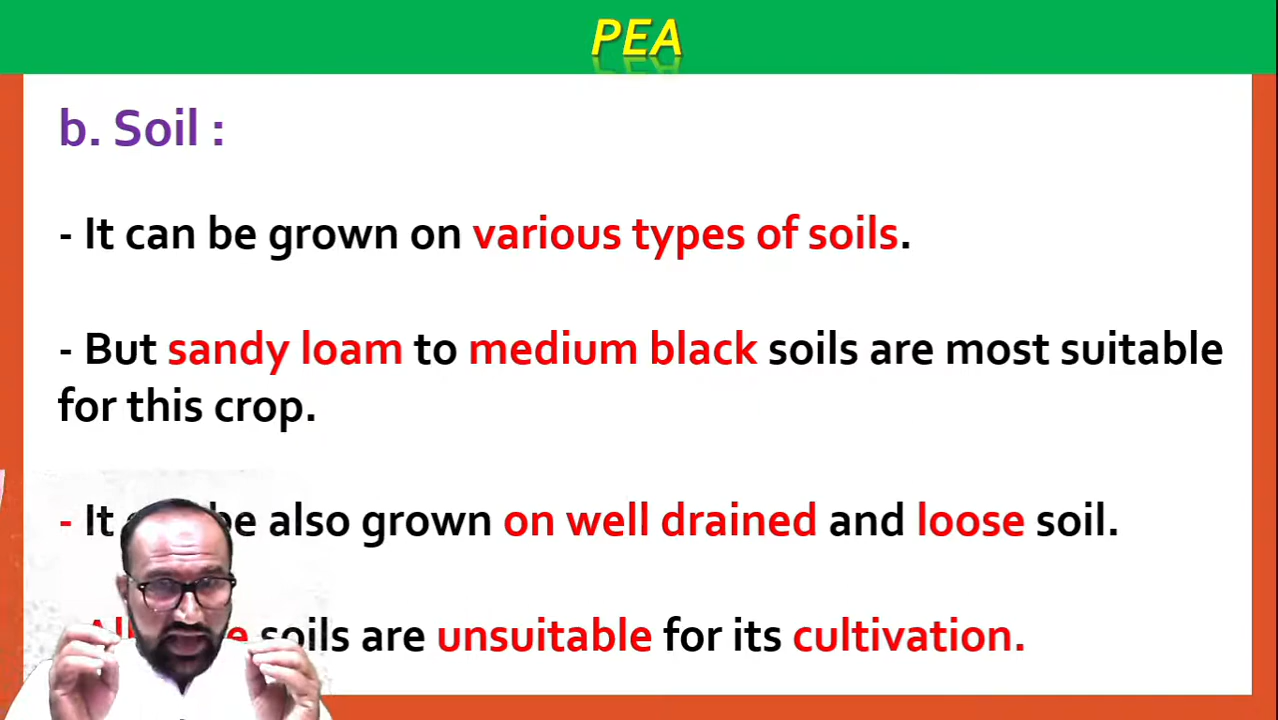 PEA
b. Soil :
- It can be grown on various types of soils.
- But sandy loam to medium black soils are most suitable
for this crop.
- It be also grown on well drained and loose soil.
soils are unsuitable for its cultivation.